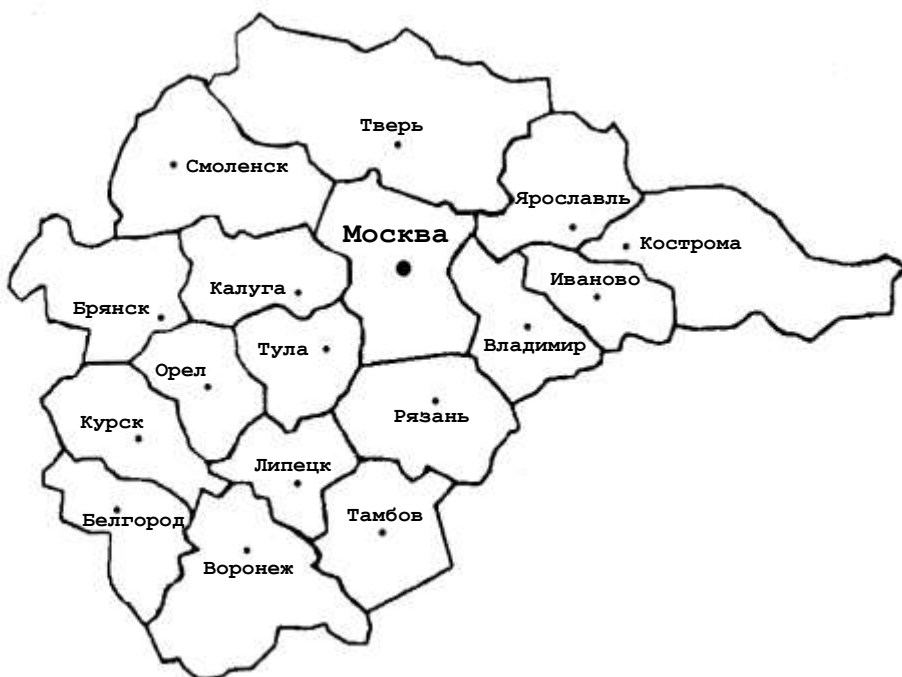 Тверь
Смоленск
Ярославль
Москва
Кострома
Калуга
Иваново
Брянск
Тула
Владимир
Орел
Рязань
Курск
Липецк
Белгород
Тамбов
Воронеж